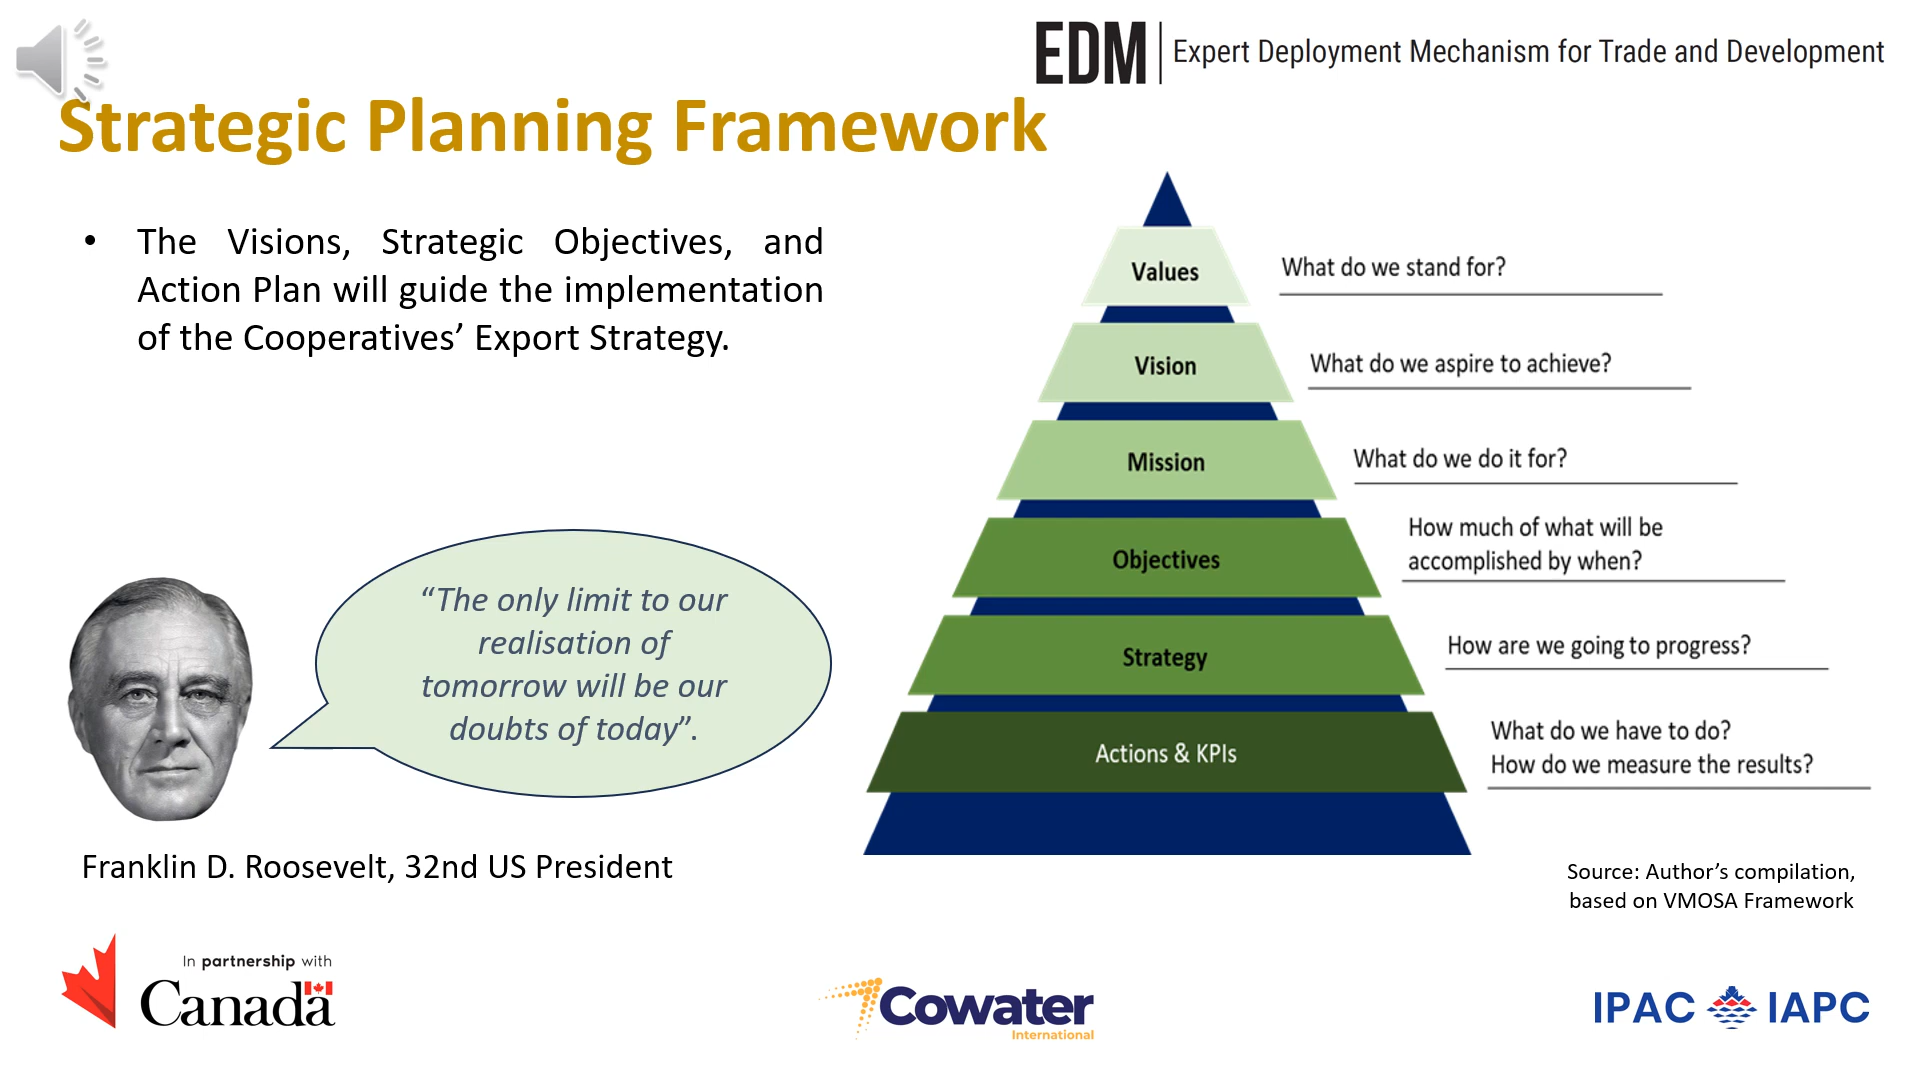 EDM | Expert Deployment Mechanism for Trade and Development
Strategic Planning Framework
• The Visions, Strategic Objectives, and
Action Plan will guide the implementation
of the Cooperatives’ Export Strategy.
“The only limit to our
realisation of
tomorrow will be our
doubts of today”.
Franklin D. Roosevelt, 32nd US President
Values
What do we stand for?
Vision
What do we aspire to achieve?
Mission
What do we do it for?
Objectives
How much of what will be
accomplished by when?
Strategy
How are we going to progress?
Actions & KPIs
What do we have to do?
How do we measure the results?
Source: Author’s compilation,
based on VMOSA Framework
In partnership with
Canada
Cowater
International
IPAC IAPC